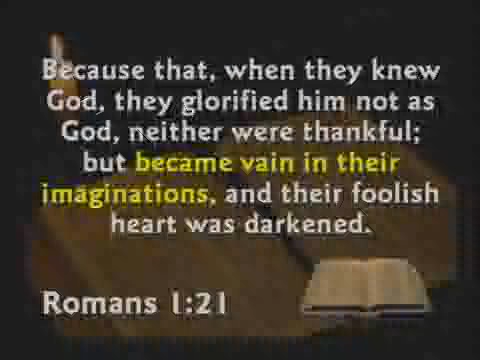 Because that, when they knew
God, they glorified him not as
God, neither were thankful;
but became vain in their
imaginations, and their foolish
heart was darkened.
Romans 1:21